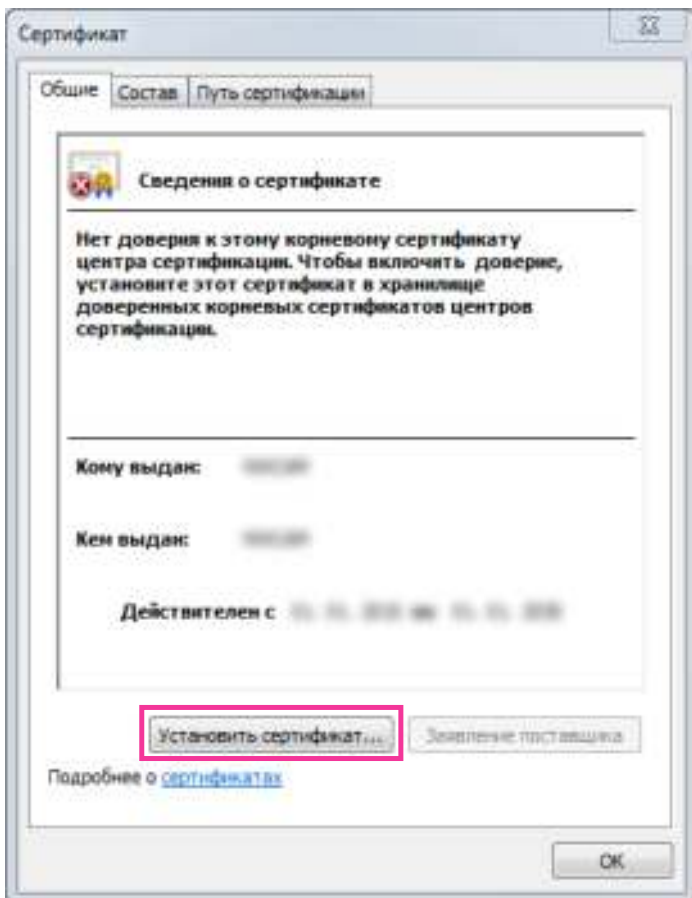 Сертификат
Общие Состав Путь сертификации
Сведения о сертификате
Нет доверия к этому корневому сертификату
центра сертификации. Чтобы включить доверие,
установите этот сертификат в хранилище
доверенных корневых сертификатов центров
сертификации.
Кому выдан:
Кем выдан:
Действителен с
Установить сертификат... Заявление поставщика
Подробнее о сертификатах
ОК